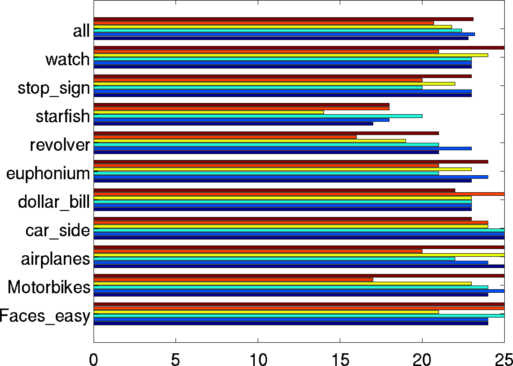 all
watch
stop_sign
starfish
revolver
euphonium
dollar_bill
car_side
airplanes
Motorbikes
Faces_easy
0 5 10 15 20 25